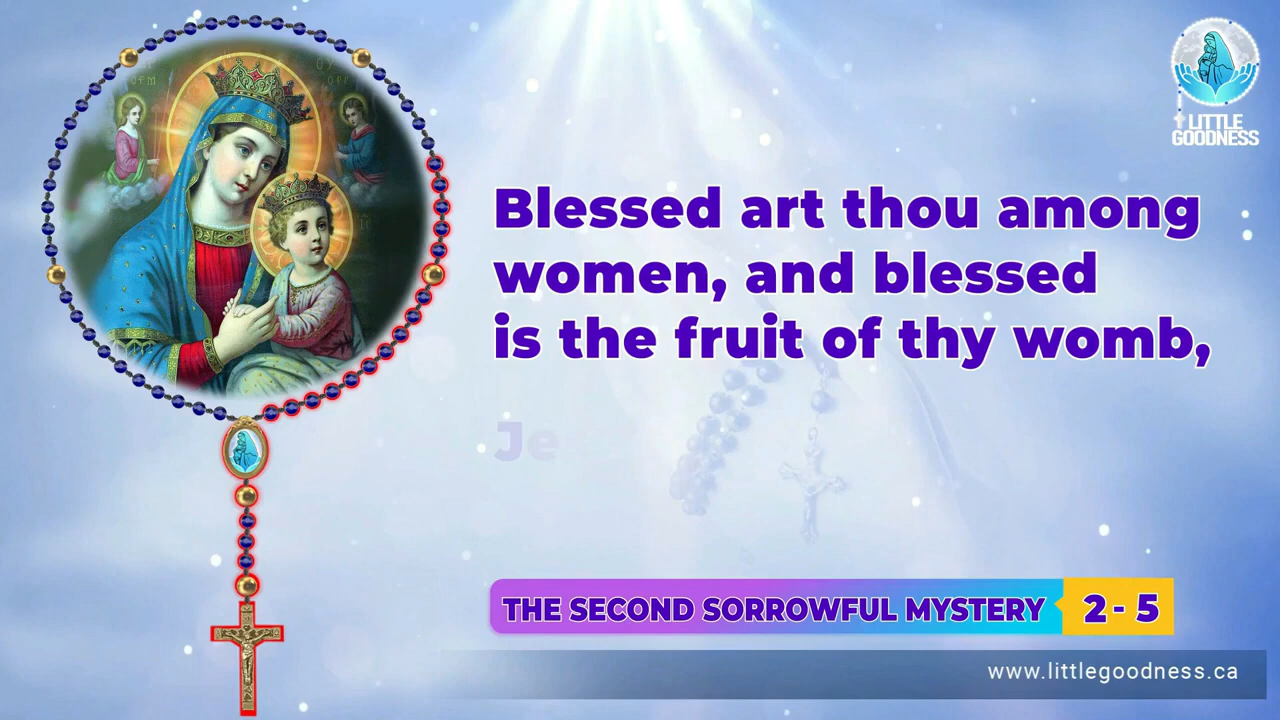 LITTLE
GOODNESS
Blessed art thou among
women, and blessed
is the fruit of thy womb,
Je
THE SECOND SORROWFUL MYSTERY 2 - 5
www.littlegoodness.ca